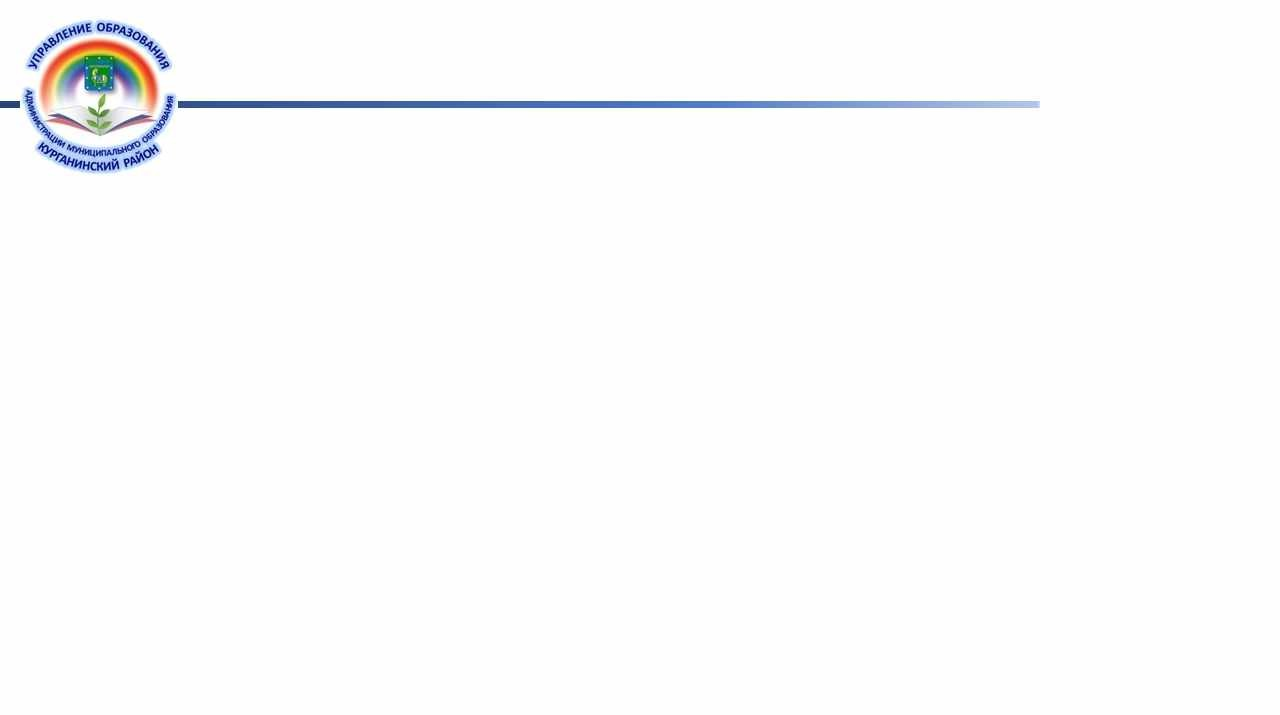 УПРАВЛЕНИЕ ОБРАЗОВАНИЯ
АДМИНИСТРАЦИИ МУНИЦИПАЛЬНОГО ОБРАЗОВАНИЯ
КУРГАНИНСКИЙ РАЙОН